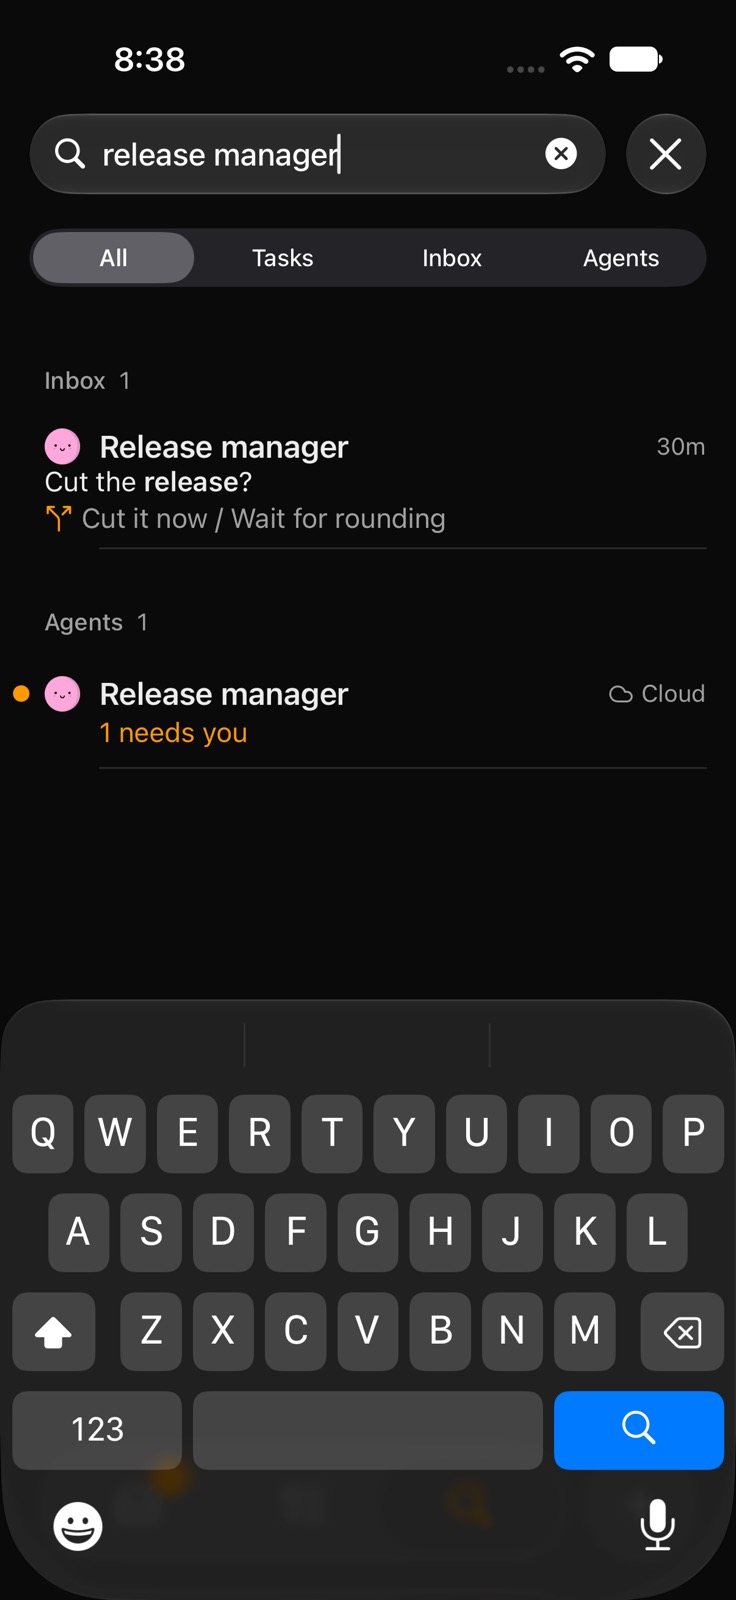 8:38
release manager
All Tasks Inbox Agents
Inbox 1
Release manager 30m
Cut the release?
Cut it now / Wait for rounding
Agents 1
Release manager Cloud
1 needs you
Q W E R T Y U I O P
A S D F G H J K L
Z X C V B N M
123